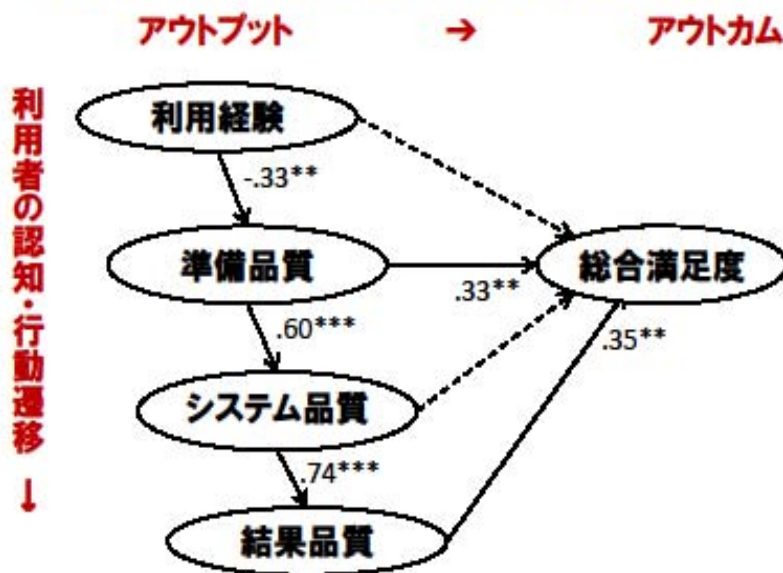 アウトプット → アウトカム
利用者の認知・行動遷移 ↓
利用経験
-.33**
準備品質
.33**
総合満足度
.60***
.35**
システム品質
.74***
結果品質